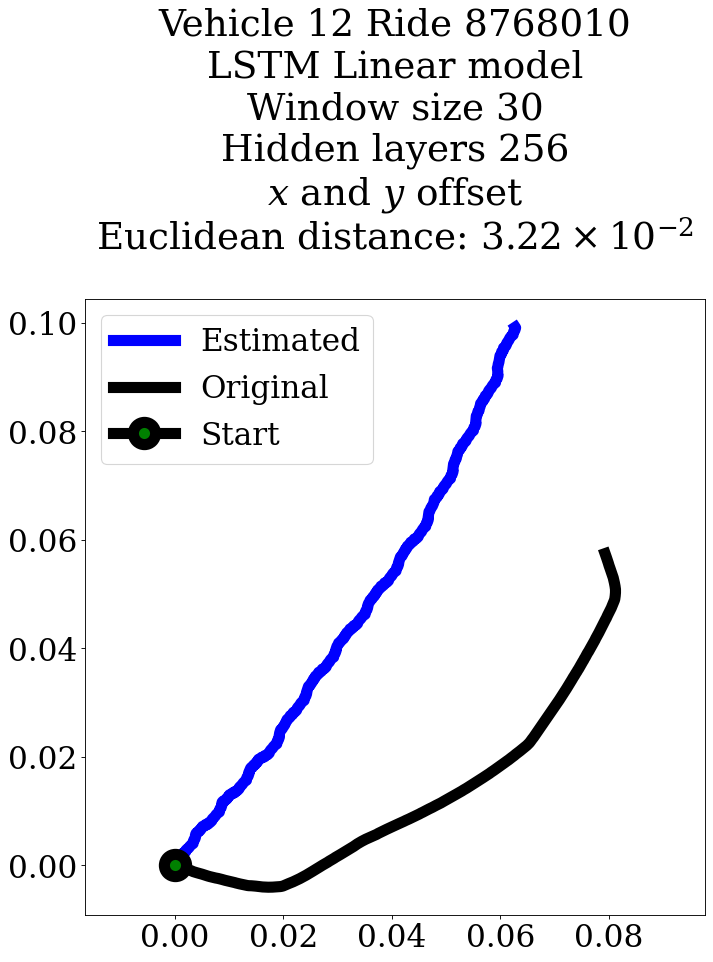 Vehicle 12 Ride 8768010
LSTM Linear model
Window size 30
Hidden layers 256
x and y offset
Euclidean distance: 3.22 × 10⁻²
Estimated
Original
Start
0.10
0.08
0.06
0.04
0.02
0.00
0.00 0.02 0.04 0.06 0.08